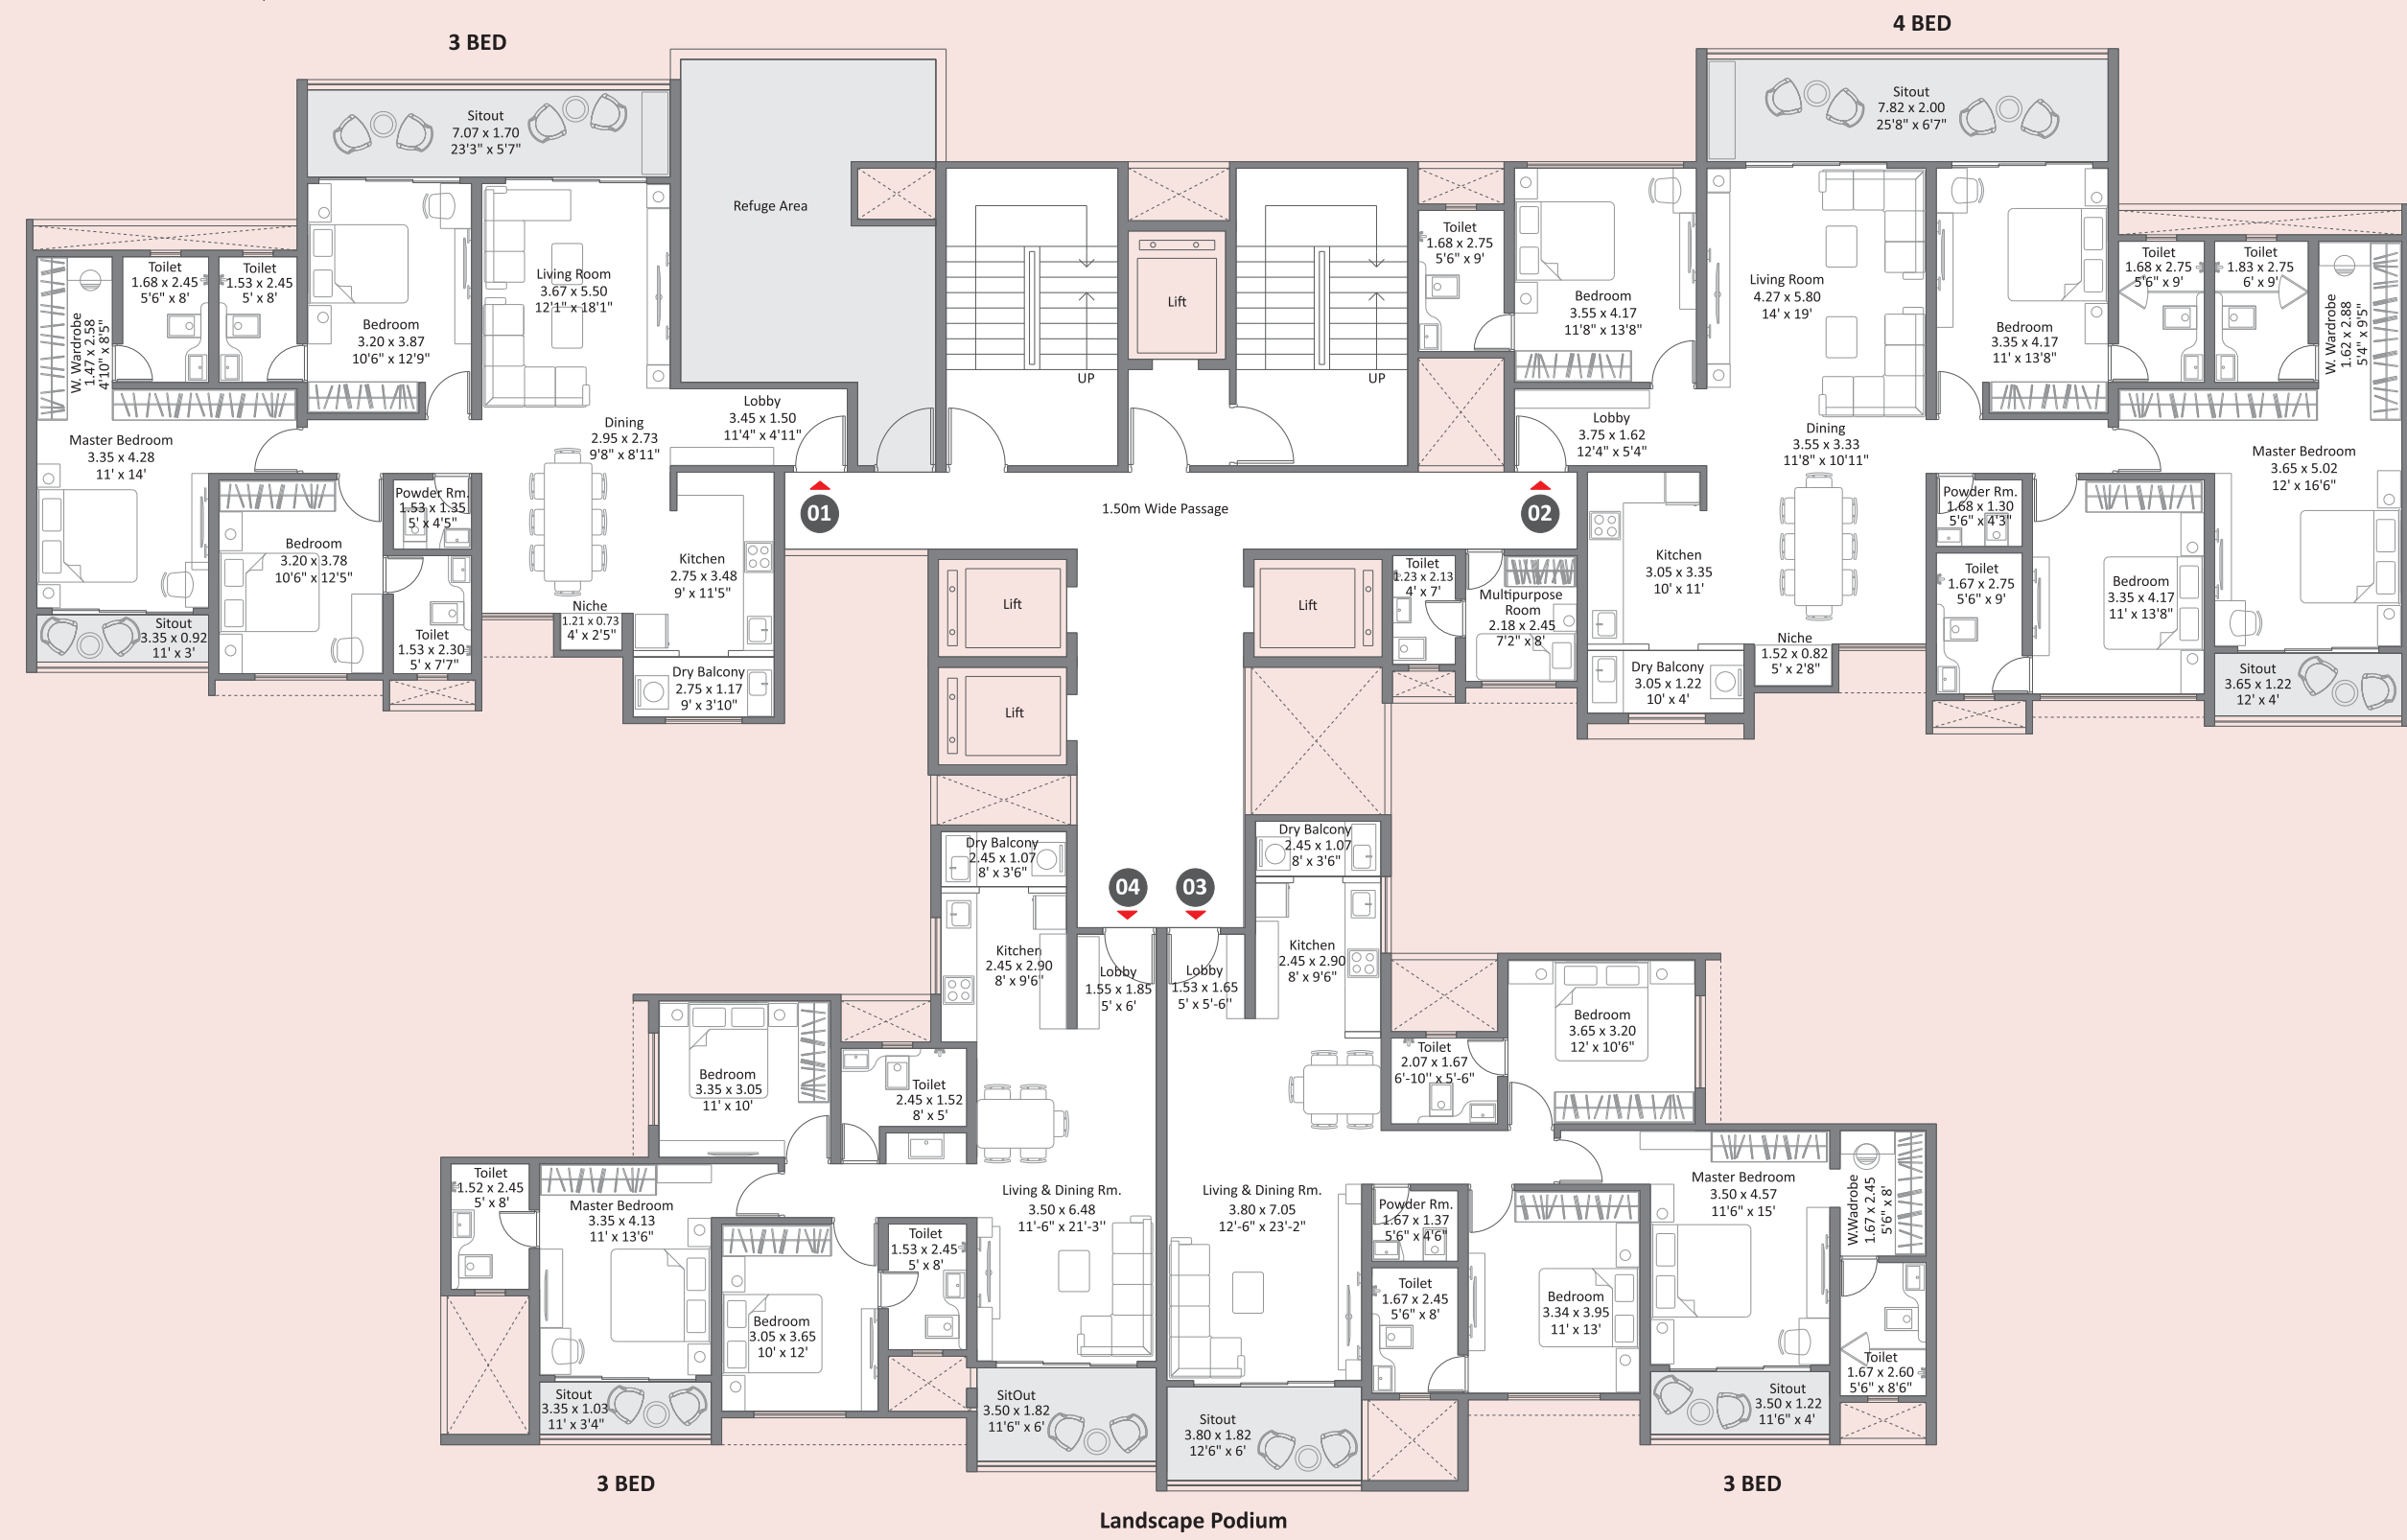 3 BED
4 BED
Sitout
7.07 x 1.70
23'3" x 5'7"
Refuge Area
Sitout
7.82 x 2.00
25'8" x 6'7"
Toilet
1.68 x 2.45
5'6" x 8'
Toilet
1.53 x 2.45
5' x 8'
W. Wardrobe
1.47 x 2.58
4'10" x 8'5"
Bedroom
3.20 x 3.87
10'6" x 12'9"
Living Room
3.67 x 5.50
12'1" x 18'1"
Lobby
3.45 x 1.50
11'4" x 4'11"
Dining
2.95 x 2.73
9'8" x 8'11"
Master Bedroom
3.35 x 4.28
11' x 14'
Powder Rm.
1.53 x 1.35
5' x 4'5"
Bedroom
3.20 x 3.78
10'6" x 12'5"
Kitchen
2.75 x 3.48
9' x 11'5"
Niche
1.21 x 0.73
4' x 2'5"
Sitout
3.35 x 0.92
11' x 3'
Toilet
1.53 x 2.30
5' x 7'7"
Dry Balcony
2.75 x 1.17
9' x 3'10"
UP
Lift
UP
01
1.50m Wide Passage
02
Lift
Lift
Lift
Toilet
1.68 x 2.75
5'6" x 9'
Bedroom
3.55 x 4.17
11'8" x 13'8"
Living Room
4.27 x 5.80
14' x 19'
Bedroom
3.35 x 4.17
11' x 13'8"
Toilet
1.68 x 2.75
5'6" x 9'
Toilet
1.83 x 2.75
6' x 9'
W. Wardrobe
1.62 x 2.88
5'4" x 9'5"
Lobby
3.75 x 1.62
12'4" x 5'4"
Dining
3.55 x 3.33
11'8" x 10'11"
Master Bedroom
3.65 x 5.02
12' x 16'6"
Powder Rm.
1.68 x 1.30
5'6" x 4'3"
Toilet
1.23 x 2.13
4' x 7'
Multipurpose
Room
2.18 x 2.45
7'2" x 8'
Kitchen
3.05 x 3.35
10' x 11'
Toilet
1.67 x 2.75
5'6" x 9'
Bedroom
3.35 x 4.17
11' x 13'8"
Niche
1.52 x 0.82
5' x 2'8"
Dry Balcony
3.05 x 1.22
10' x 4'
Sitout
3.65 x 1.22
12' x 4'
Dry Balcony
2.45 x 1.07
8' x 3'6"
Dry Balcony
2.45 x 1.07
8' x 3'6"
04
03
Kitchen
2.45 x 2.90
8' x 9'6"
Lobby
1.55 x 1.85
5' x 6'
Lobby
1.53 x 1.65
5' x 5'-6"
Kitchen
2.45 x 2.90
8' x 9'6"
Bedroom
3.35 x 3.05
11' x 10'
Toilet
2.45 x 1.52
8' x 5'
Toilet
2.07 x 1.67
6'-10" x 5'-6"
Bedroom
3.65 x 3.20
12' x 10'6"
Toilet
1.52 x 2.45
5' x 8'
Master Bedroom
3.35 x 4.13
11' x 13'6"
Living & Dining Rm.
3.50 x 6.48
11'-6" x 21'-3''
Living & Dining Rm.
3.80 x 7.05
12'-6" x 23'-2"
Powder Rm.
1.67 x 1.37
5'6" x 4'6"
Master Bedroom
3.50 x 4.57
11'6" x 15'
W.Wadrobe
1.67 x 2.45
5'6" x 8'
Toilet
1.53 x 2.45
5' x 8'
Bedroom
3.05 x 3.65
10' x 12'
Toilet
1.67 x 2.45
5'6" x 8'
Bedroom
3.34 x 3.95
11' x 13'
Toilet
1.67 x 2.60
5'6" x 8'6"
Sitout
3.35 x 1.03
11' x 3'4"
SitOut
3.50 x 1.82
11'6" x 6'
Sitout
3.80 x 1.82
12'6" x 6'
Sitout
3.50 x 1.22
11'6" x 4'
3 BED
3 BED
Landscape Podium